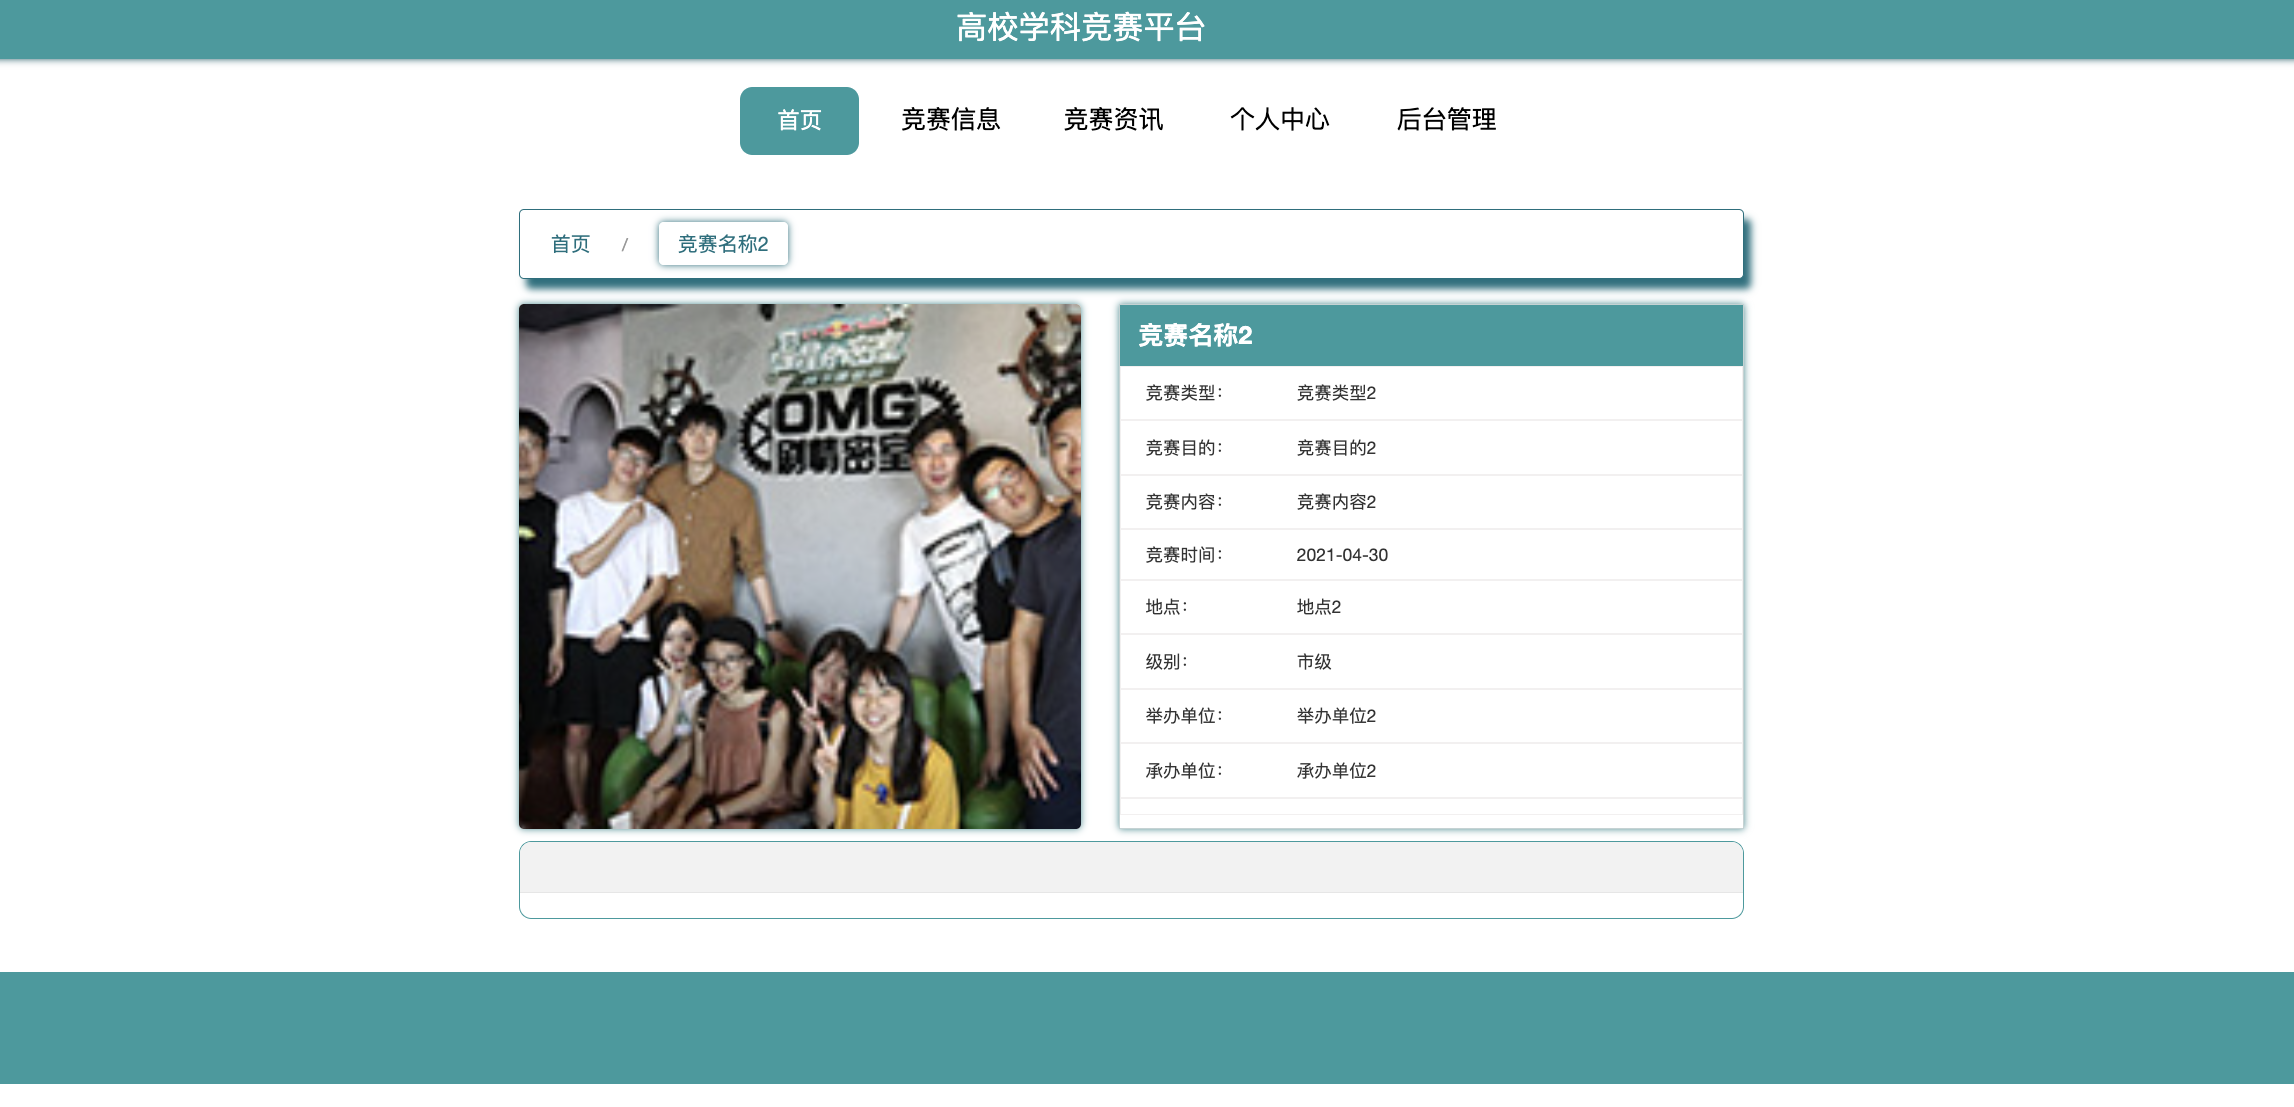 高校学科竞赛平台
首页 竞赛信息 竞赛资讯 个人中心 后台管理
首页 / 竞赛名称2
OMG
剧情密室
竞赛名称2
竞赛类型： 竞赛类型2
竞赛目的： 竞赛目的2
竞赛内容： 竞赛内容2
竞赛时间： 2021-04-30
地点： 地点2
级别： 市级
举办单位： 举办单位2
承办单位： 承办单位2